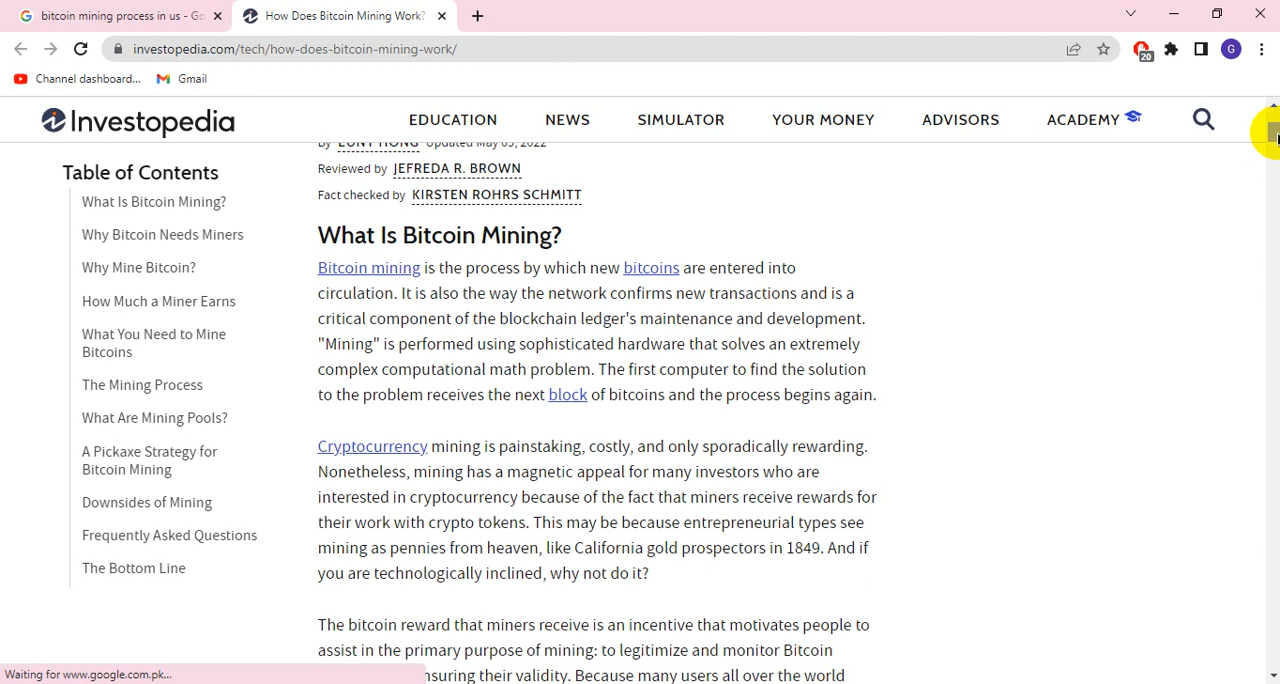 bitcoin mining process in us - Go
How Does Bitcoin Mining Work?
investopedia.com/tech/how-does-bitcoin-mining-work/
20
G
Channel dashboard...
Gmail
Investopedia
EDUCATION
NEWS
SIMULATOR
YOUR MONEY
ADVISORS
ACADEMY
By EUNY HONG Updated May 05, 2022
Reviewed by JEFREDA R. BROWN
Fact checked by KIRSTEN ROHRS SCHMITT
Table of Contents
What Is Bitcoin Mining?
Why Bitcoin Needs Miners
Why Mine Bitcoin?
How Much a Miner Earns
What You Need to Mine
Bitcoins
The Mining Process
What Are Mining Pools?
A Pickaxe Strategy for
Bitcoin Mining
Downsides of Mining
Frequently Asked Questions
The Bottom Line
What Is Bitcoin Mining?
Bitcoin mining is the process by which new bitcoins are entered into
circulation. It is also the way the network confirms new transactions and is a
critical component of the blockchain ledger's maintenance and development.
"Mining" is performed using sophisticated hardware that solves an extremely
complex computational math problem. The first computer to find the solution
to the problem receives the next block of bitcoins and the process begins again.
Cryptocurrency mining is painstaking, costly, and only sporadically rewarding.
Nonetheless, mining has a magnetic appeal for many investors who are
interested in cryptocurrency because of the fact that miners receive rewards for
their work with crypto tokens. This may be because entrepreneurial types see
mining as pennies from heaven, like California gold prospectors in 1849. And if
you are technologically inclined, why not do it?
The bitcoin reward that miners receive is an incentive that motivates people to
assist in the primary purpose of mining: to legitimize and monitor Bitcoin
nsuring their validity. Because many users all over the world
Waiting for www.google.com.pk...